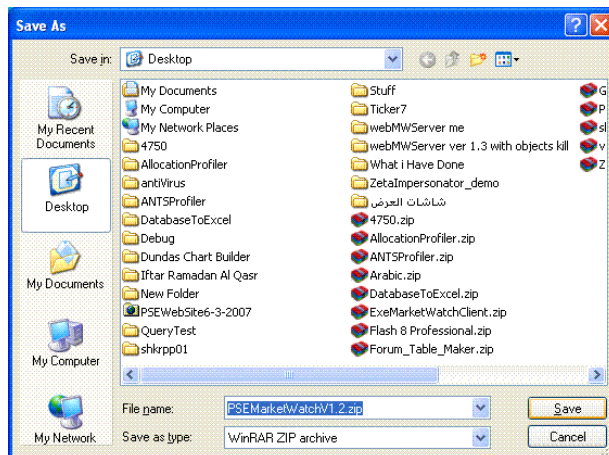 Save As
Save in:
Desktop
My Recent
Documents
Desktop
My Documents
My Computer
My Network
My Documents
My Computer
My Network Places
4750
AllocationProfiler
antiVirus
ANTSProfiler
DatabaseToExcel
Debug
Dundas Chart Builder
Iftar Ramadan Al Qasr
New Folder
PSEWebSite6-3-2007
QueryTest
shkrpp01
Stuff
Ticker7
webMWServer me
webMWServer ver 1.3 with objects kill
What i Have Done
ZetaImpersonator_demo
شاشات العرض
4750.zip
AllocationProfiler.zip
ANTSProfiler.zip
Arabic.zip
DatabaseToExcel.zip
ExeMarketWatchClient.zip
Flash 8 Professional.zip
Forum_Table_Maker.zip
G
P
sl
v
Z
File name:
PSEMarketWatchV1.2.zip
Save
Save as type:
WinRAR ZIP archive
Cancel